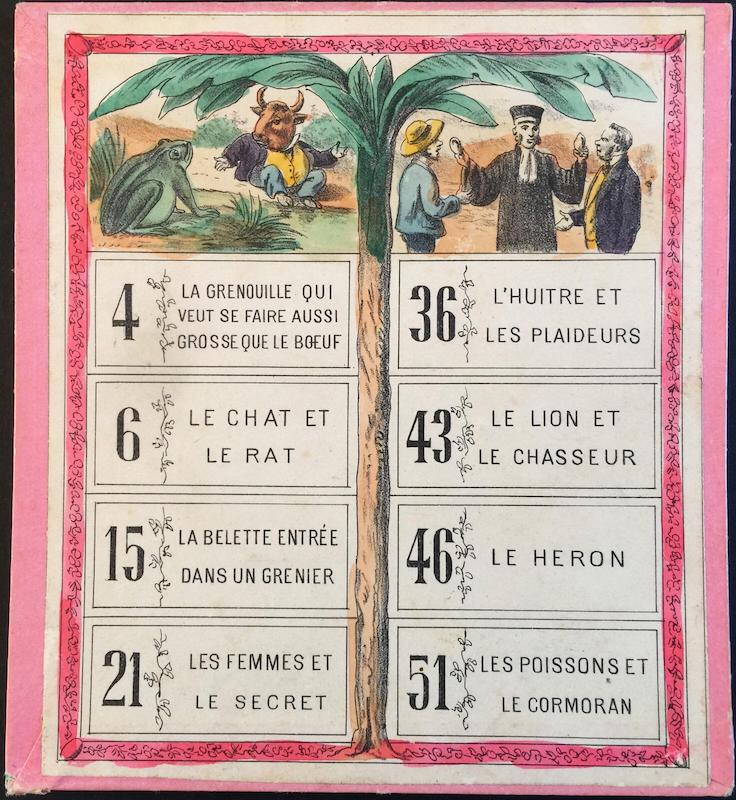 4
LA GRENOUILLE QUI
VEUT SE FAIRE AUSSI
GROSSE QUE LE BŒUF
6
LE CHAT ET
LE RAT
15
LA BELETTE ENTRÉE
DANS UN GRENIER
21
LES FEMMES ET
LE SECRET
36
L'HUITRE ET
LES PLAIDEURS
43
LE LION ET
LE CHASSEUR
46
LE HERON
51
LES POISSONS ET
LE CORMORAN